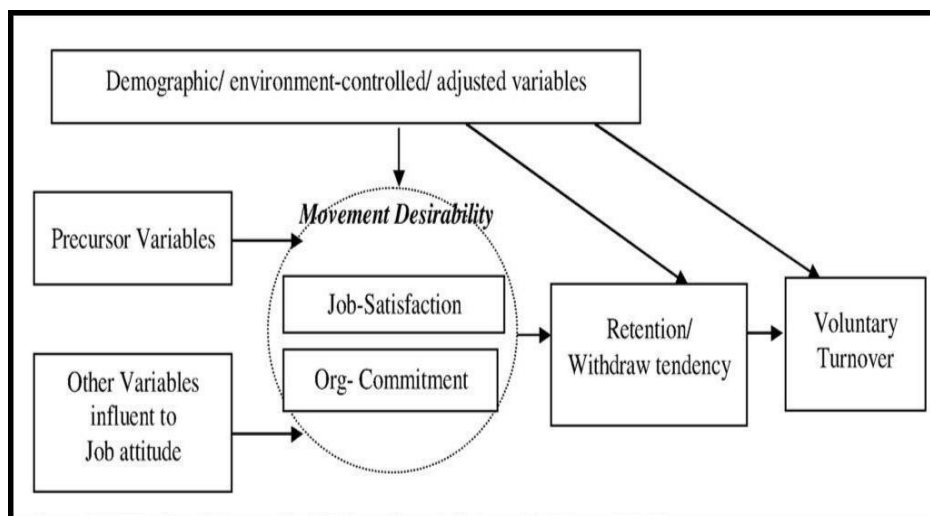 Demographic/ environment-controlled/ adjusted variables
Movement Desirability
Precursor Variables
Job-Satisfaction
Org- Commitment
Other Variables
influent to
Job attitude
Retention/
Withdraw tendency
Voluntary
Turnover